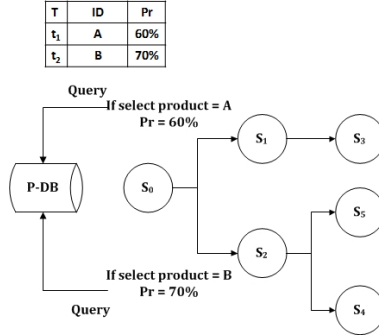 T ID Pr
t₁ A 60%
t₂ B 70%
Query
If select product = A
Pr = 60%
S₁ S₃
P-DB S₀
S₅
S₂
If select product = B
Pr = 70%
Query
S₄